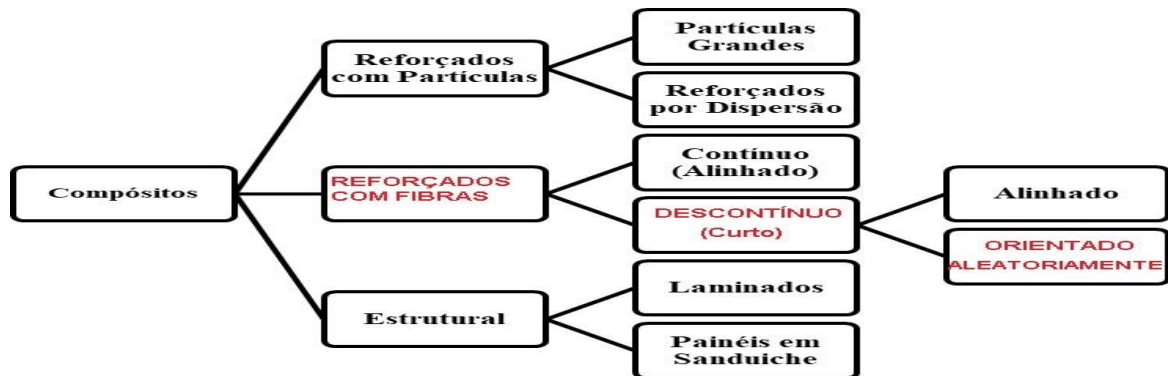 Compósitos
Reforçados
com Partículas
Partículas
Grandes
Reforçados
por Dispersão
REFORÇADOS
COM FIBRAS
Contínuo
(Alinhado)
DESCONTÍNUO
(Curto)
Alinhado
ORIENTADO
ALEATORIAMENTE
Estrutural
Laminados
Painéis em
Sanduiche